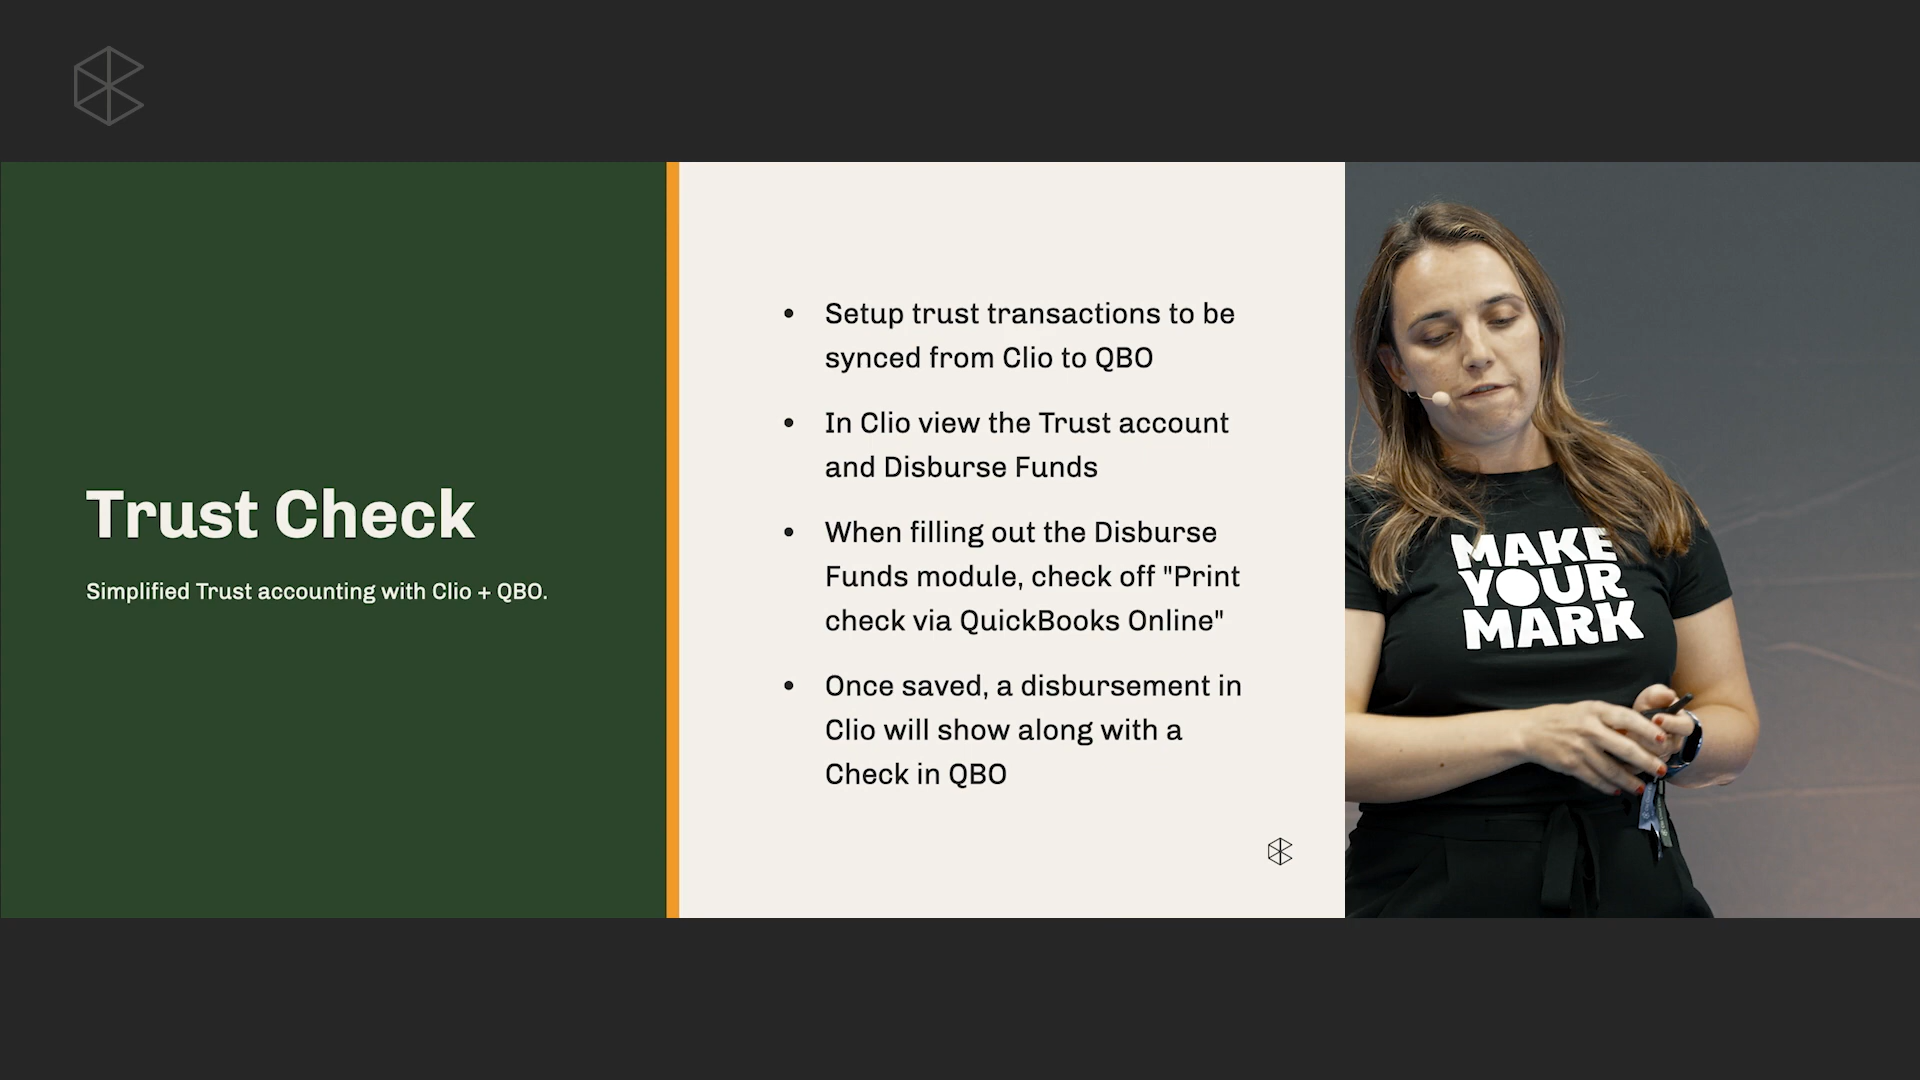 Trust Check
Simplified Trust accounting with Clio + QBO.
• Setup trust transactions to be
synced from Clio to QBO
• In Clio view the Trust account
and Disburse Funds
• When filling out the Disburse
Funds module, check off "Print
check via QuickBooks Online"
• Once saved, a disbursement in
Clio will show along with a
Check in QBO
MAKE
YOUR
MARK